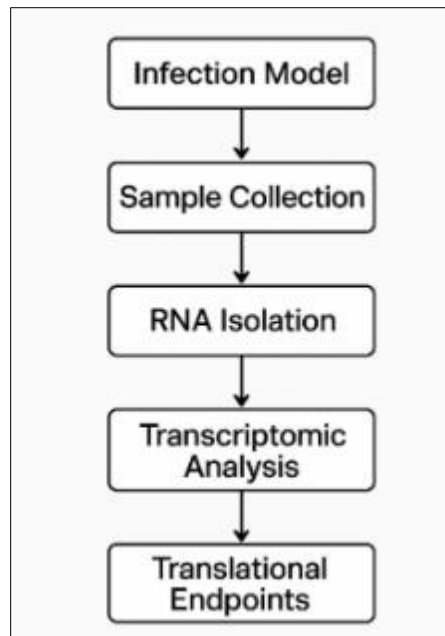 Infection Model
Sample Collection
RNA Isolation
Transcriptomic
Analysis
Translational
Endpoints